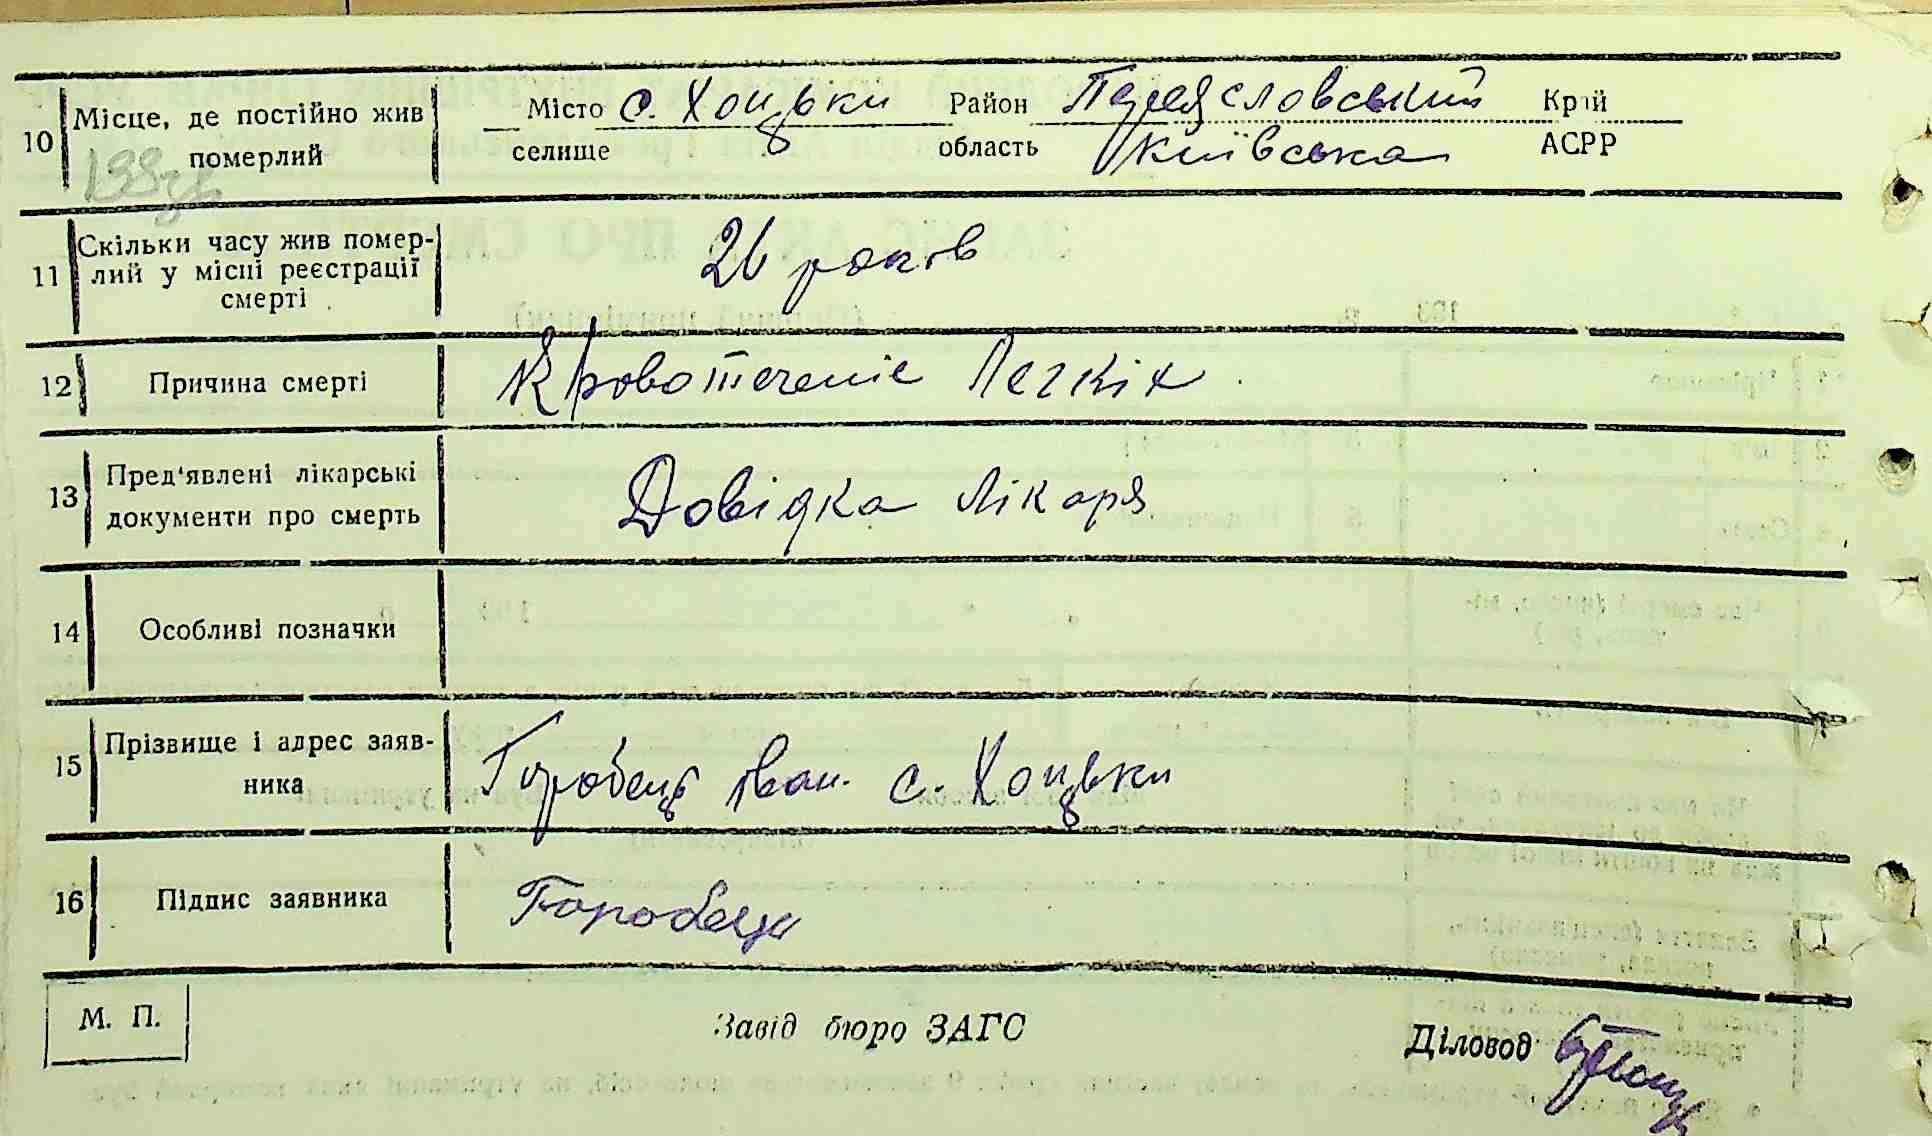 10 Місце, де постійно жив померлий
Місто с. Хоцьки Район Переясловський Край
селище область Київська АСРР
11 Скільки часу жив помер-
лий у місці реєстрації
смерті
26 років
12 Причина смерті Кровотечение Легкіх
13 Пред'явлені лікарські
документи про смерть
Довідка лікаря
14 Особливі позначки
15 Прізвище і адрес заяв-
ника
Горобець Іван. с. Хоцьки
16 Підпис заявника Горобець
М. П. Завід бюро ЗАГС Діловод